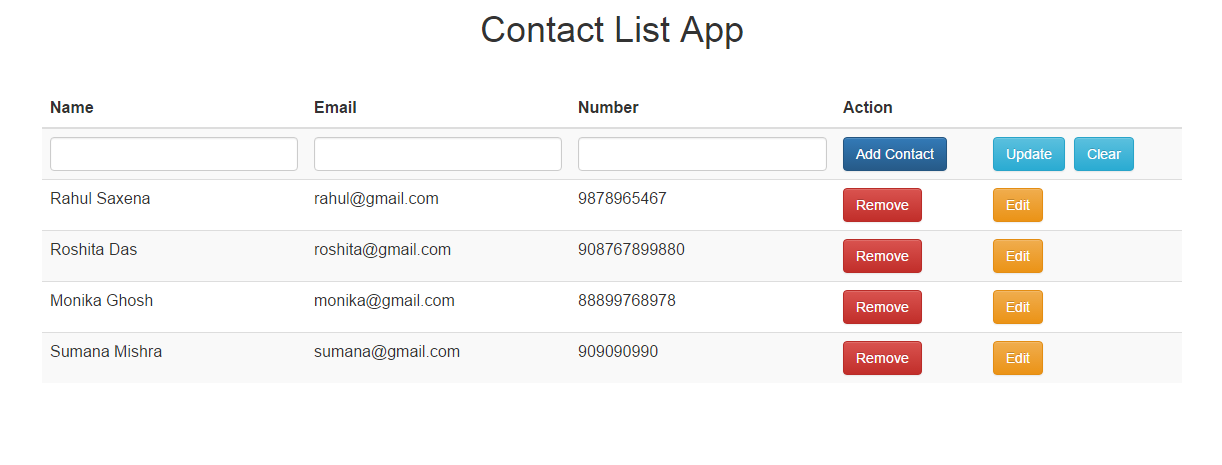 Contact List App
Name Email Number Action
Add Contact Update Clear
Rahul Saxena rahul@gmail.com 9878965467 Remove Edit
Roshita Das roshita@gmail.com 908767899880 Remove Edit
Monika Ghosh monika@gmail.com 88899768978 Remove Edit
Sumana Mishra sumana@gmail.com 909090990 Remove Edit